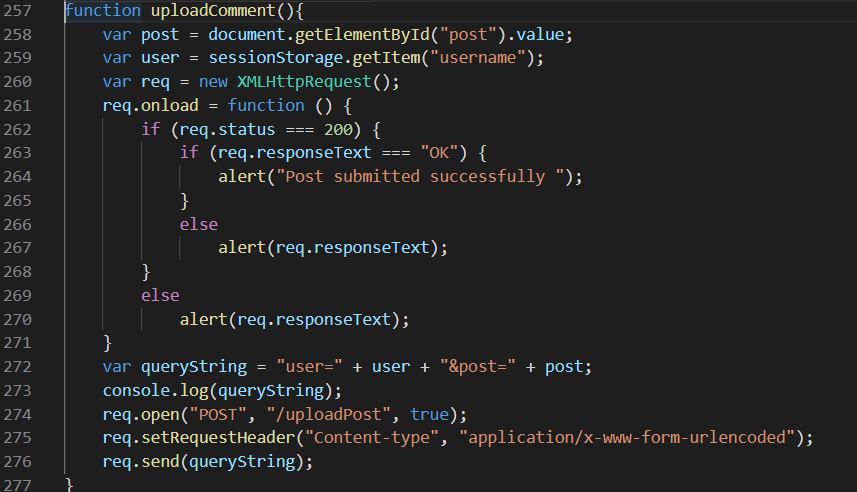 257 function uploadComment(){
258     var post = document.getElementById("post").value;
259     var user = sessionStorage.getItem("username");
260     var req = new XMLHttpRequest();
261     req.onload = function () {
262         if (req.status === 200) {
263             if (req.responseText === "OK") {
264                 alert("Post submitted successfully ");
265             }
266             else
267                 alert(req.responseText);
268         }
269         else
270             alert(req.responseText);
271     }
272     var queryString = "user=" + user + "&post=" + post;
273     console.log(queryString);
274     req.open("POST", "/uploadPost", true);
275     req.setRequestHeader("Content-type", "application/x-www-form-urlencoded");
276     req.send(queryString);
277 }